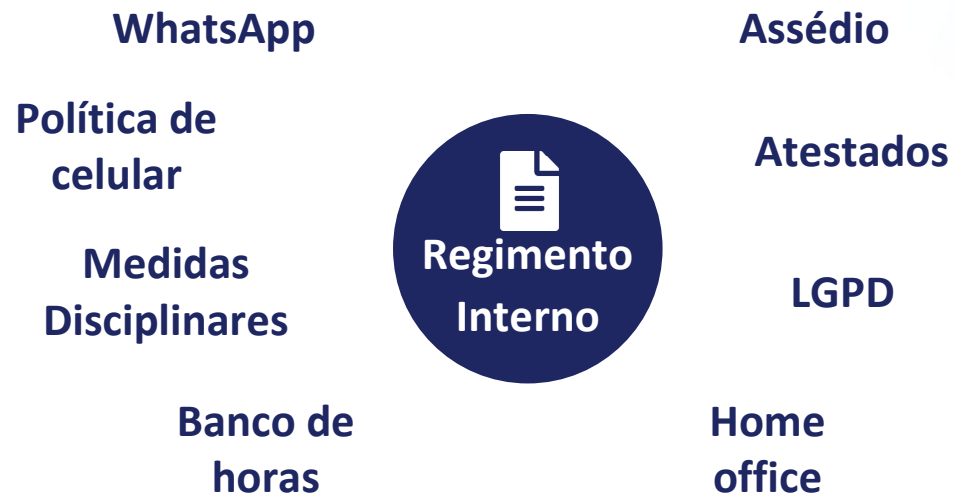 WhatsApp
Assédio
Política de
celular
Atestados
Regimento
Interno
Medidas
Disciplinares
LGPD
Banco de
horas
Home
office